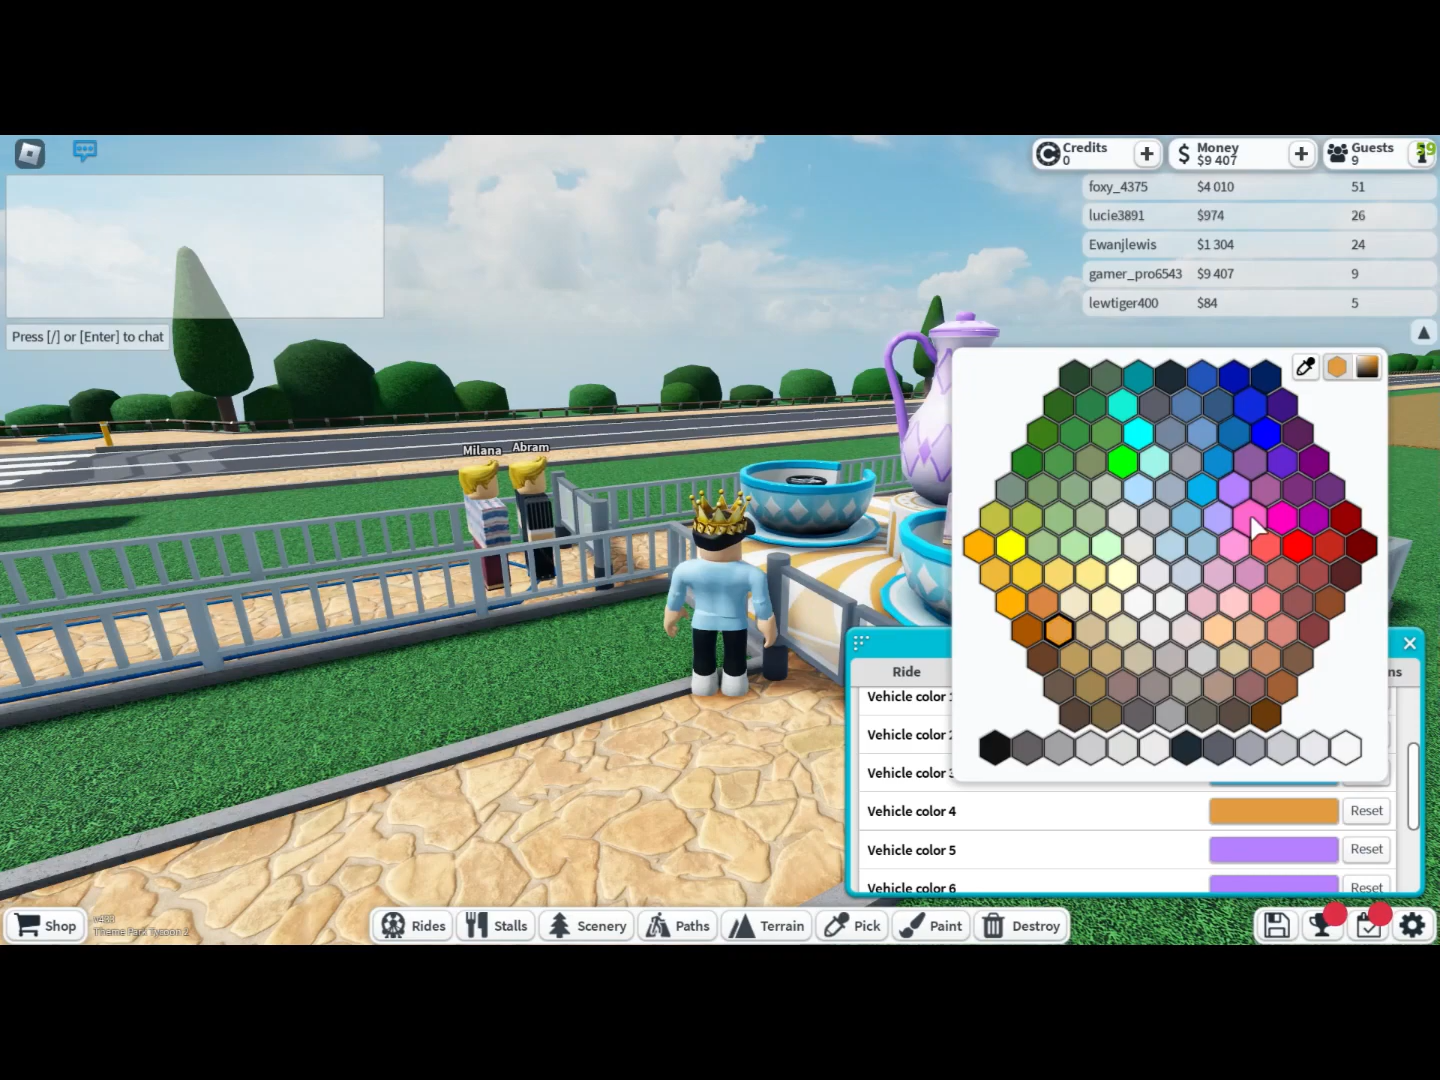 Credits
0
Money
$9 407
Guests
9
59
foxy_4375 $4 010 51
lucie3891 $974 26
Ewanjlewis $1 304 24
gamer_pro6543 $9 407 9
lewtiger400 $84 5
Press [/] or [Enter] to chat
Milana Abram
Ride
Vehicle color
Vehicle color
Vehicle color 3
Vehicle color 4 Reset
Vehicle color 5 Reset
Vehicle color 6 Reset
Shop
v433
Theme Park Tycoon 2
Rides Stalls Scenery Paths Terrain Pick Paint Destroy